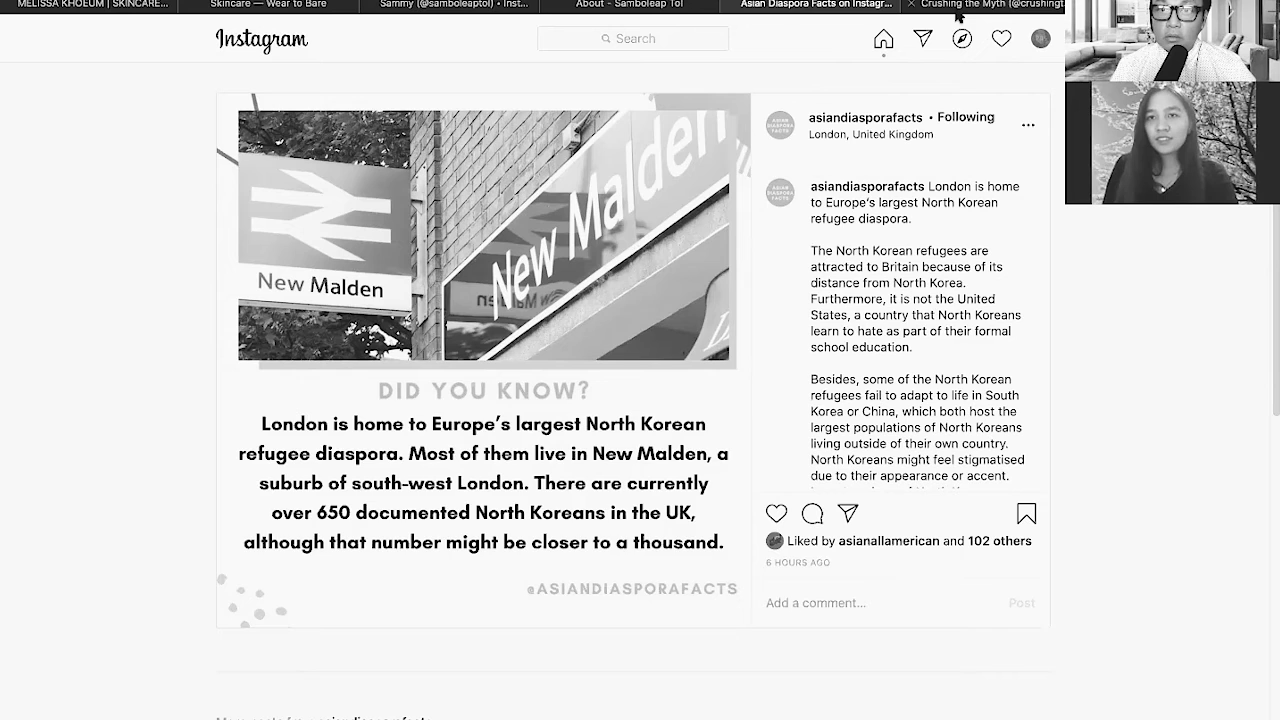 MELISSA KHOEUM | SKINCARE...
Skincare — Wear to Bare
Sammy (@samboleaptol) • Inst...
About - Samboleap Tol
Asian Diaspora Facts on Instagr...
Crushing the Myth (@crushingt
Instagram
Search
New Malden
New Malden
DID YOU KNOW?
London is home to Europe's largest North Korean
refugee diaspora. Most of them live in New Malden, a
suburb of south-west London. There are currently
over 650 documented North Koreans in the UK,
although that number might be closer to a thousand.
@ASIANDIASPORAFACTS
asiandiasporafacts • Following
London, United Kingdom
asiandiasporafacts London is home
to Europe's largest North Korean
refugee diaspora.
The North Korean refugees are
attracted to Britain because of its
distance from North Korea.
Furthermore, it is not the United
States, a country that North Koreans
learn to hate as part of their formal
school education.
Besides, some of the North Korean
refugees fail to adapt to life in South
Korea or China, which both host the
largest populations of North Koreans
living outside of their own country.
North Koreans might feel stigmatised
due to their appearance or accent.
Liked by asianallamerican and 102 others
6 HOURS AGO
Add a comment...
Post